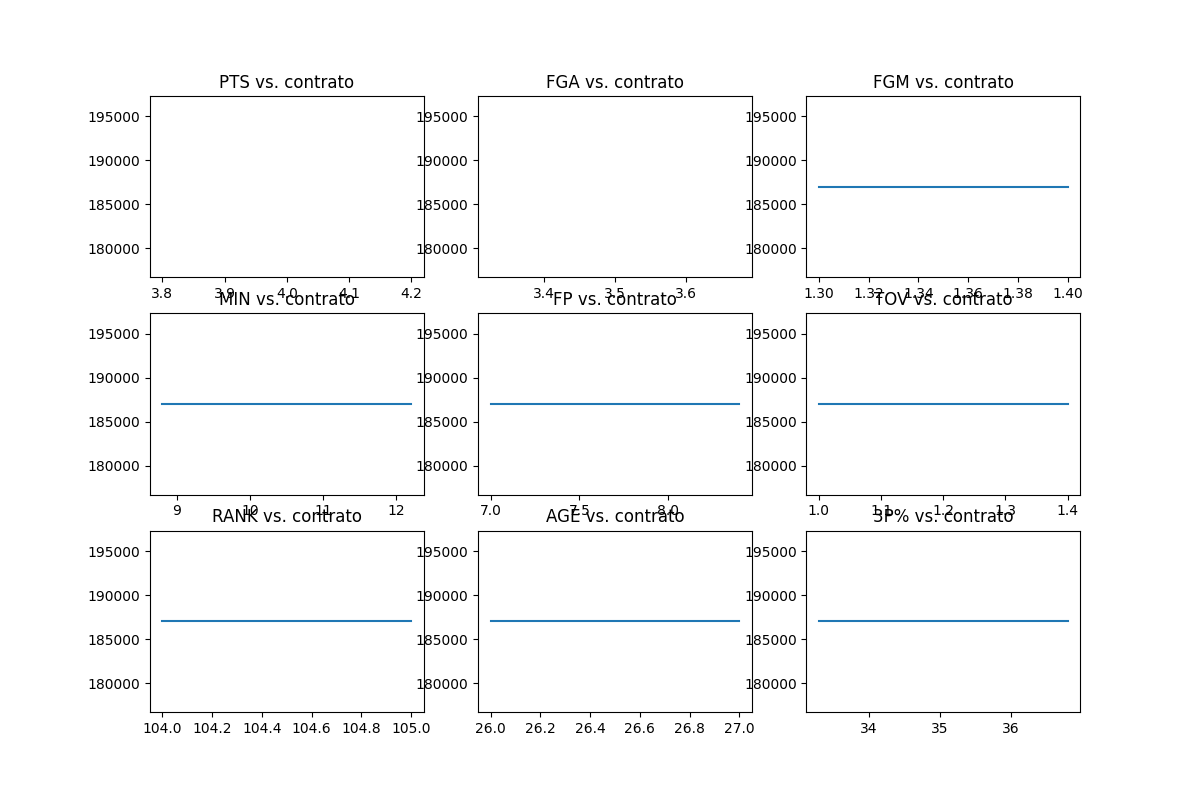 PTS vs. contrato FGA vs. contrato FGM vs. contrato
195000 195000 195000
190000 190000 190000
185000 185000 185000
180000 180000 180000
3.8 3.9 4.0 4.1 4.2 3.4 3.5 3.6 1.30 1.32 1.34 1.36 1.38 1.40
MIN vs. contrato FP vs. contrato TOV vs. contrato
195000 195000 195000
190000 190000 190000
185000 185000 185000
180000 180000 180000
9 10 11 12 7.0 7.5 8.0 1.0 1.1 1.2 1.3 1.4
RANK vs. contrato AGE vs. contrato 3P% vs. contrato
195000 195000 195000
190000 190000 190000
185000 185000 185000
180000 180000 180000
104.0 104.2 104.4 104.6 104.8 105.0 26.0 26.2 26.4 26.6 26.8 27.0 34 35 36